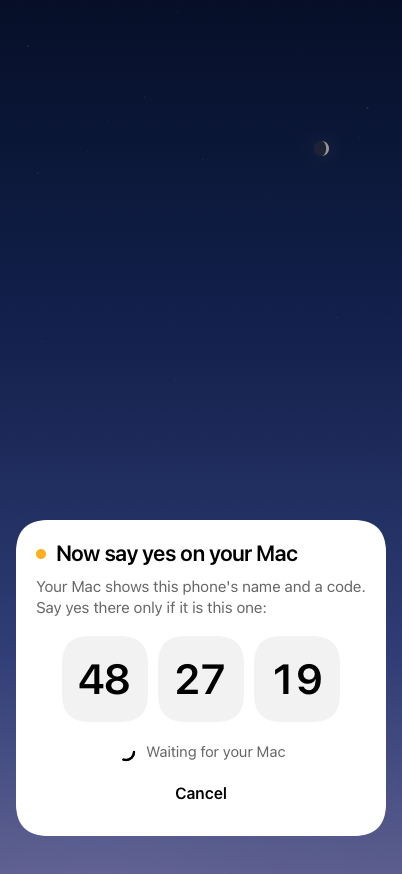 Now say yes on your Mac
Your Mac shows this phone's name and a code.
Say yes there only if it is this one:
48 27 19
Waiting for your Mac
Cancel